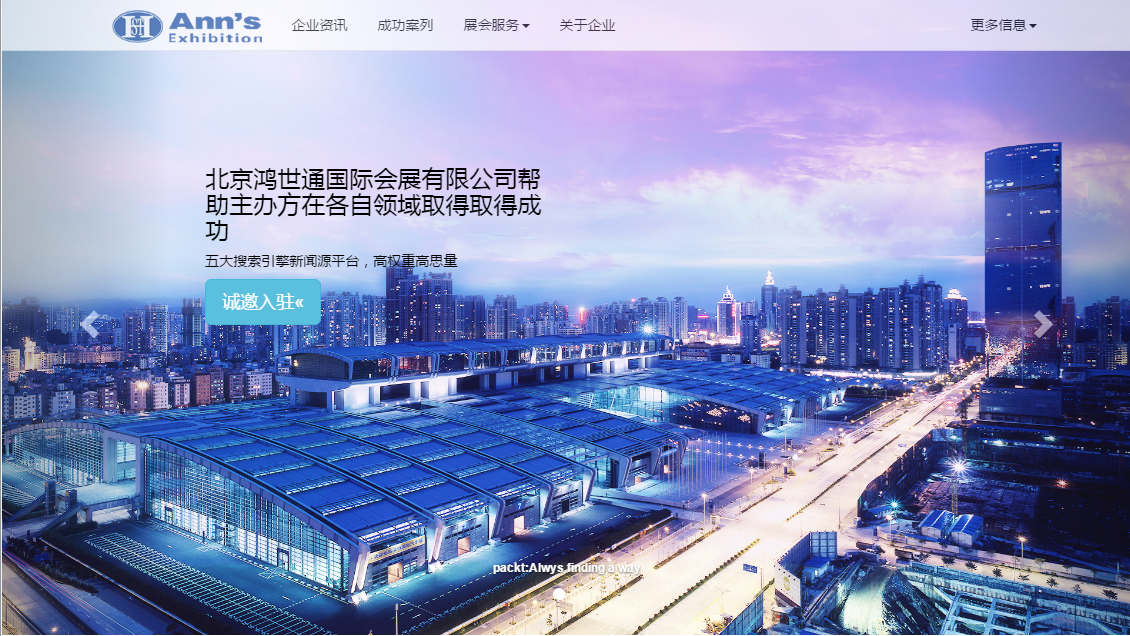 Ann's
Exhibition
企业资讯 成功案列 展会服务 关于企业 更多信息
北京鸿世通国际会展有限公司帮
助主办方在各自领域取得取得成
功
五大搜索引擎新闻源平台，高权重高思量
诚邀入驻«
packt:Alwys finding a way